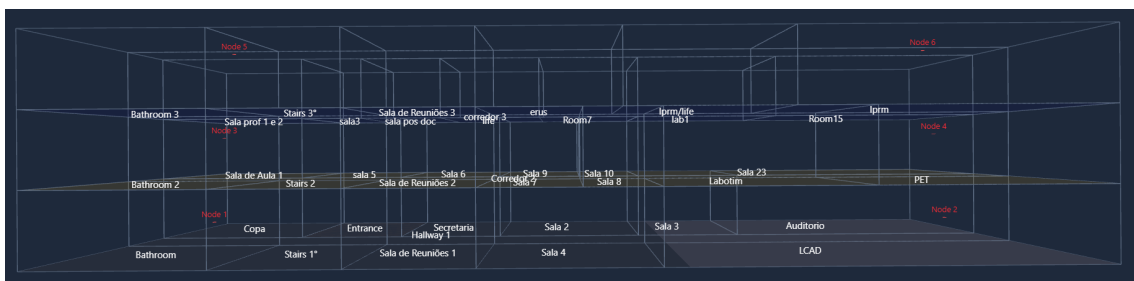 Node 5
Node 6
erus
lprm/life
lprm
Bathroom 3
Stairs 3°
Sala de Reuniões 3
corredor 3
Sala prof 1 e 2
sala3
sala pos doc
life
Room7
lab1
Room15
Node 3
Node 4
Sala de Aula 1
sala 5
Sala 6
Sala 9
Sala 10
Sala 23
Bathroom 2
Stairs 2
Sala de Reuniões 2
Corredor 2
Sala 7
Sala 8
Labotim
PET
Node 1
Node 2
Copa
Entrance
Secretaria
Hallway 1
Sala 2
Sala 3
Auditorio
Bathroom
Stairs 1°
Sala de Reuniões 1
Sala 4
LCAD